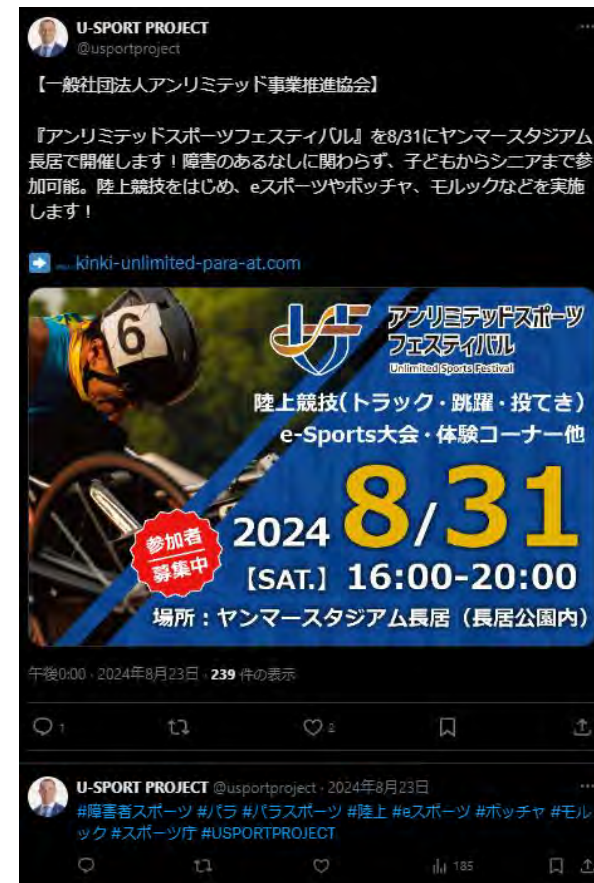 U-SPORT PROJECT
@usportproject
【一般社団法人アンリミテッド事業推進協会】
『アンリミテッドスポーツフェスティバル』を8/31にヤンマースタジアム
長居で開催します！障害のあるなしに関わらず、子どもからシニアまで参
加可能。陸上競技をはじめ、eスポーツやボッチャ、モルックなどを実施
します！
kinki-unlimited-para-at.com
6
アンリミテッドスポーツ
フェスティバル
Unlimited Sports Festival
陸上競技(トラック・跳躍・投てき)
e-Sports大会・体験コーナー他
参加者
募集中
2024 8/31
[SAT.] 16:00-20:00
場所：ヤンマースタジアム長居（長居公園内）
午後0:00 · 2024年8月23日 · 239 件の表示
1 2
U-SPORT PROJECT @usportproject · 2024年8月23日
#障害者スポーツ #パラ #パラスポーツ #陸上 #eスポーツ #ボッチャ #モル
ック #スポーツ庁 #USPORTPROJECT
185